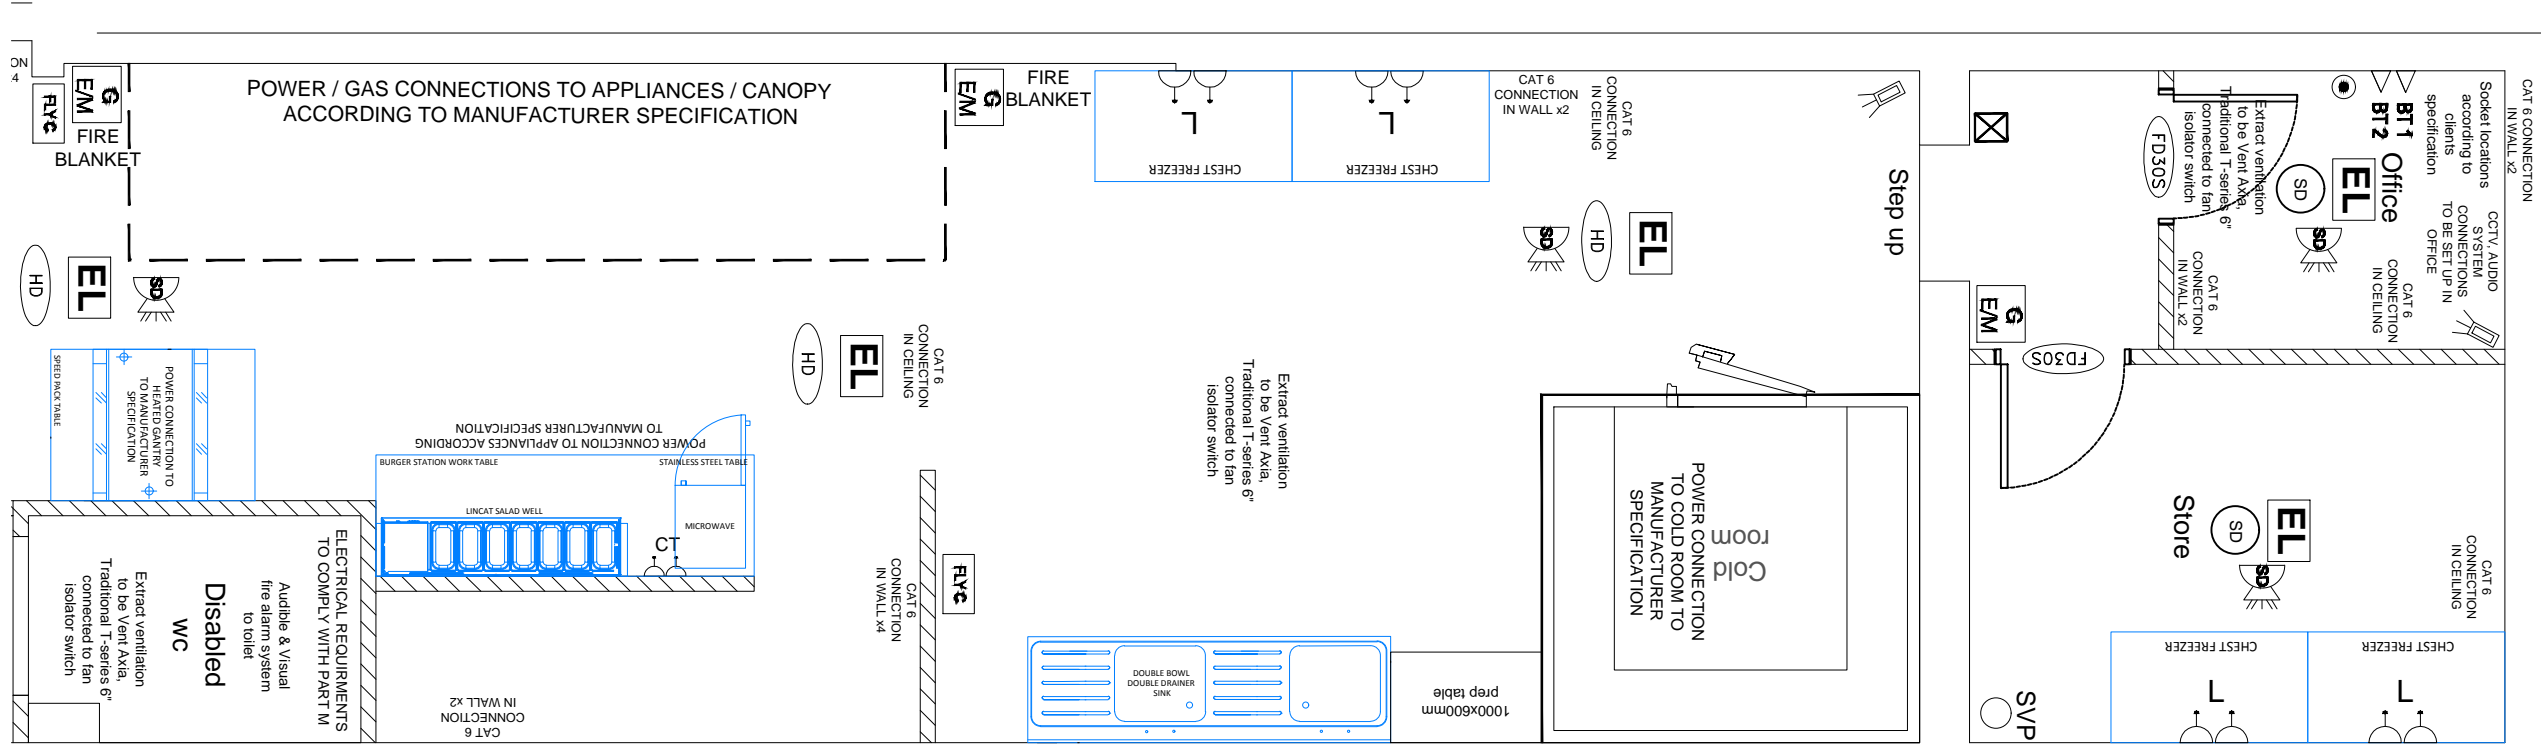 ON
x4
FLYC
G
E/M
FIRE
BLANKET
POWER / GAS CONNECTIONS TO APPLIANCES / CANOPY
ACCORDING TO MANUFACTURER SPECIFICATION
G
E/M
FIRE
BLANKET
L
CHEST FREEZER
L
CHEST FREEZER
CAT 6
CONNECTION
IN WALL x2
CAT 6
CONNECTION
IN CEILING
Step up
FD30S
Extract ventilation
to be Vent Axia,
Traditional T-series 6"
connected to fan
isolator switch
BT1
BT2
Socket locations
according to
clients
specification
CAT 6 CONNECTION
IN WALL x2
Office
EL
SD
SD
CCTV, AUDIO
SYSTEM
CONNECTIONS
TO BE SET UP IN
OFFICE
CAT 6
CONNECTION
IN WALL x2
CAT 6
CONNECTION
IN CEILING
HD
EL
SD
SD
HD
EL
G
E/M
FD30S
HD
EL
CAT 6
CONNECTION
IN CEILING
SPEED PACK TABLE
POWER CONNECTION TO
HEATED GANTRY
TO MANUFACTURER
SPECIFICATION
POWER CONNECTION TO APPLIANCES ACCORDING
TO MANUFACTURER SPECIFICATION
BURGER STATION WORK TABLE
STAINLESS STEEL TABLE
LINCAT SALAD WELL
MICROWAVE
CT
Extract ventilation
to be Vent Axia,
Traditional T-series 6"
connected to fan
isolator switch
POWER CONNECTION
TO COLD ROOM TO
MANUFACTURER
SPECIFICATION
Cold
room
Store
SD
EL
SD
CAT 6
CONNECTION
IN CEILING
ELECTRICAL REQUIRMENTS
TO COMPLY WITH PART M
Audible & Visual
fire alarm system
to toilet
Disabled
WC
Extract ventilation
to be Vent Axia,
Traditional T-series 6"
connected to fan
isolator switch
CAT 6
CONNECTION
IN WALL x2
CAT 6
CONNECTION
IN WALL x4
FLYC
DOUBLE BOWL
DOUBLE DRAINER
SINK
1000x600mm
prep table
SVP
CHEST FREEZER
L
CHEST FREEZER
L